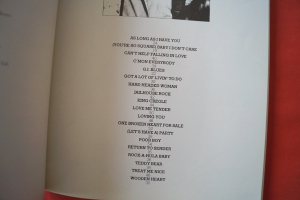 AS LONG AS I HAVE YOU
(YOU'RE SO SQUARE) BABY I DON'T CARE
CAN'T HELP FALLING IN LOVE
C'MON EVERYBODY
G.I. BLUES
GOT A LOT OF LIVIN' TO DO
HARD HEADED WOMAN
JAILHOUSE ROCK
KING CREOLE
LOVE ME TENDER
LOVING YOU
ONE BROKEN HEART FOR SALE
(LET'S HAVE A) PARTY
POOR BOY
RETURN TO SENDER
ROCK-A-HULA BABY
TEDDY BEAR
TREAT ME NICE
WOODEN HEART